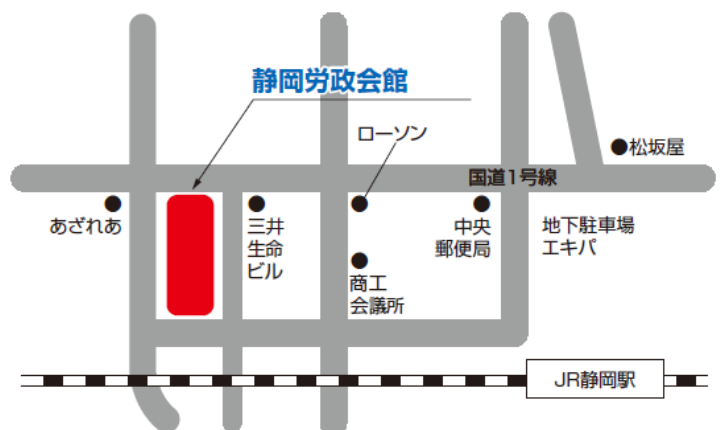 静岡労政会館
ローソン
松坂屋
国道1号線
あざれあ
三井
生命
ビル
中央
郵便局
地下駐車場
エキパ
商工
会議所
JR静岡駅